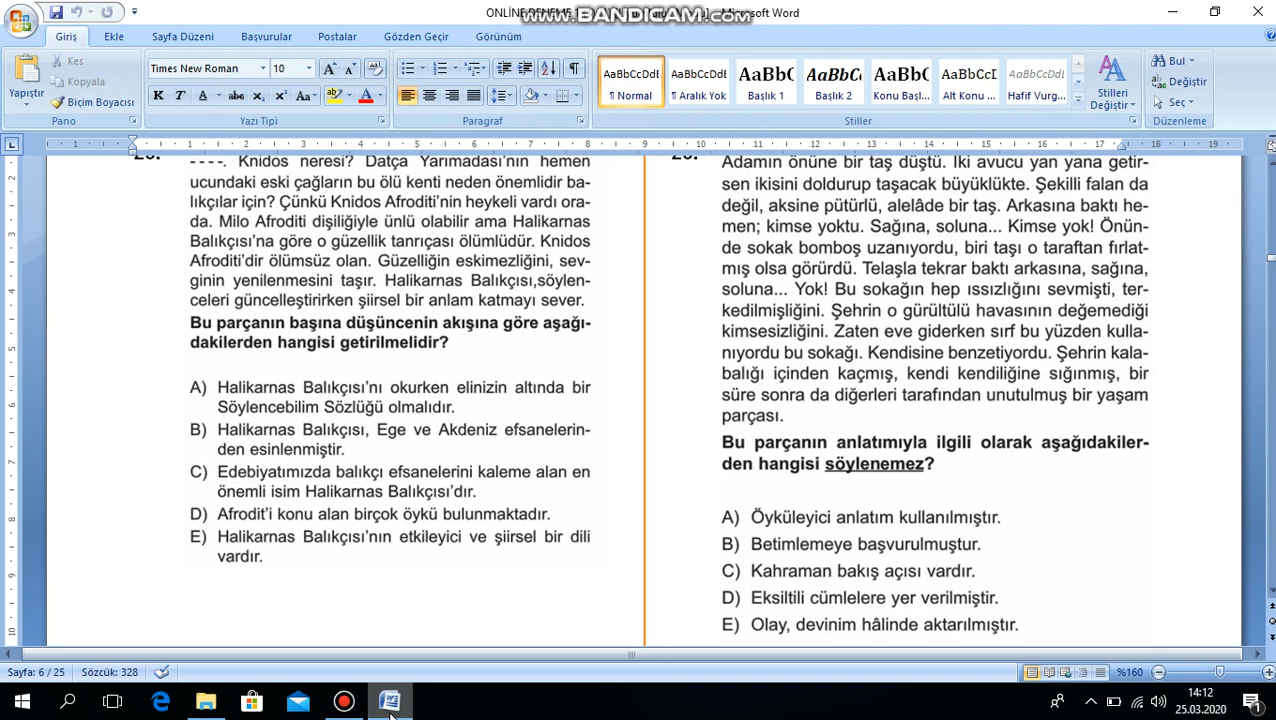 ONLİNE DENEME
Microsoft Word
www.BANDICAM.com
Giriş
Ekle
Sayfa Düzeni
Başvurular
Postalar
Gözden Geçir
Görünüm
Yapıştır
Kes
Kopyala
Biçim Boyacısı
Pano
Times New Roman
10
Yazı Tipi
Paragraf
AaBbCcDdE
¶ Normal
AaBbCcDdE
¶ Aralık Yok
AaBbC
Başlık 1
AaBbCc
Başlık 2
AaBbC
Konu Başl...
AaBbCcI
Alt Konu ...
AaBbCcDdE
Hafif Vurg...
Stilleri
Değiştir
Stiller
Bul
Değiştir
Seç
Düzenleme
----. Knidos neresi? Datça Yarımadası’nın hemen
ucundaki eski çağların bu ölü kenti neden önemlidir ba-
lıkçılar için? Çünkü Knidos Afroditi’nin heykeli vardı ora-
da. Milo Afroditi dişiliğiyle ünlü olabilir ama Halikarnas
Balıkçısı’na göre o güzellik tanrıçası ölümlüdür. Knidos
Afroditi’dir ölümsüz olan. Güzelliğin eskimezliğini, sev-
ginin yenilenmesini taşır. Halikarnas Balıkçısı,söylen-
celeri güncelleştirirken şiirsel bir anlam katmayı sever.
Bu parçanın başına düşüncenin akışına göre aşağı-
dakilerden hangisi getirilmelidir?
A) Halikarnas Balıkçısı’nı okurken elinizin altında bir
Söylencebilim Sözlüğü olmalıdır.
B) Halikarnas Balıkçısı, Ege ve Akdeniz efsanelerin-
den esinlenmiştir.
C) Edebiyatımızda balıkçı efsanelerini kaleme alan en
önemli isim Halikarnas Balıkçısı’dır.
D) Afrodit’i konu alan birçok öykü bulunmaktadır.
E) Halikarnas Balıkçısı’nın etkileyici ve şiirsel bir dili
vardır.
Adamın önüne bir taş düştü. İki avucu yan yana getir-
sen ikisini doldurup taşacak büyüklükte. Şekilli falan da
değil, aksine pütürlü, alelâde bir taş. Arkasına baktı he-
men; kimse yoktu. Sağına, soluna... Kimse yok! Önün-
de sokak bomboş uzanıyordu, biri taşı o taraftan fırlat-
mış olsa görürdü. Telaşla tekrar baktı arkasına, sağına,
soluna... Yok! Bu sokağın hep ıssızlığını sevmişti, ter-
kedilmişliğini. Şehrin o gürültülü havasının değemediği
kimsesizliğini. Zaten eve giderken sırf bu yüzden kulla-
nıyordu bu sokağı. Kendisine benzetiyordu. Şehrin kala-
balığı içinden kaçmış, kendi kendiliğine sığınmış, bir
süre sonra da diğerleri tarafından unutulmuş bir yaşam
parçası.
Bu parçanın anlatımıyla ilgili olarak aşağıdakiler-
den hangisi söylenemez?
A) Öyküleyici anlatım kullanılmıştır.
B) Betimlemeye başvurulmuştur.
C) Kahraman bakış açısı vardır.
D) Eksiltili cümlelere yer verilmiştir.
E) Olay, devinim hâlinde aktarılmıştır.
Sayfa: 6 / 25
Sözcük: 328
%160
14:12
25.03.2020